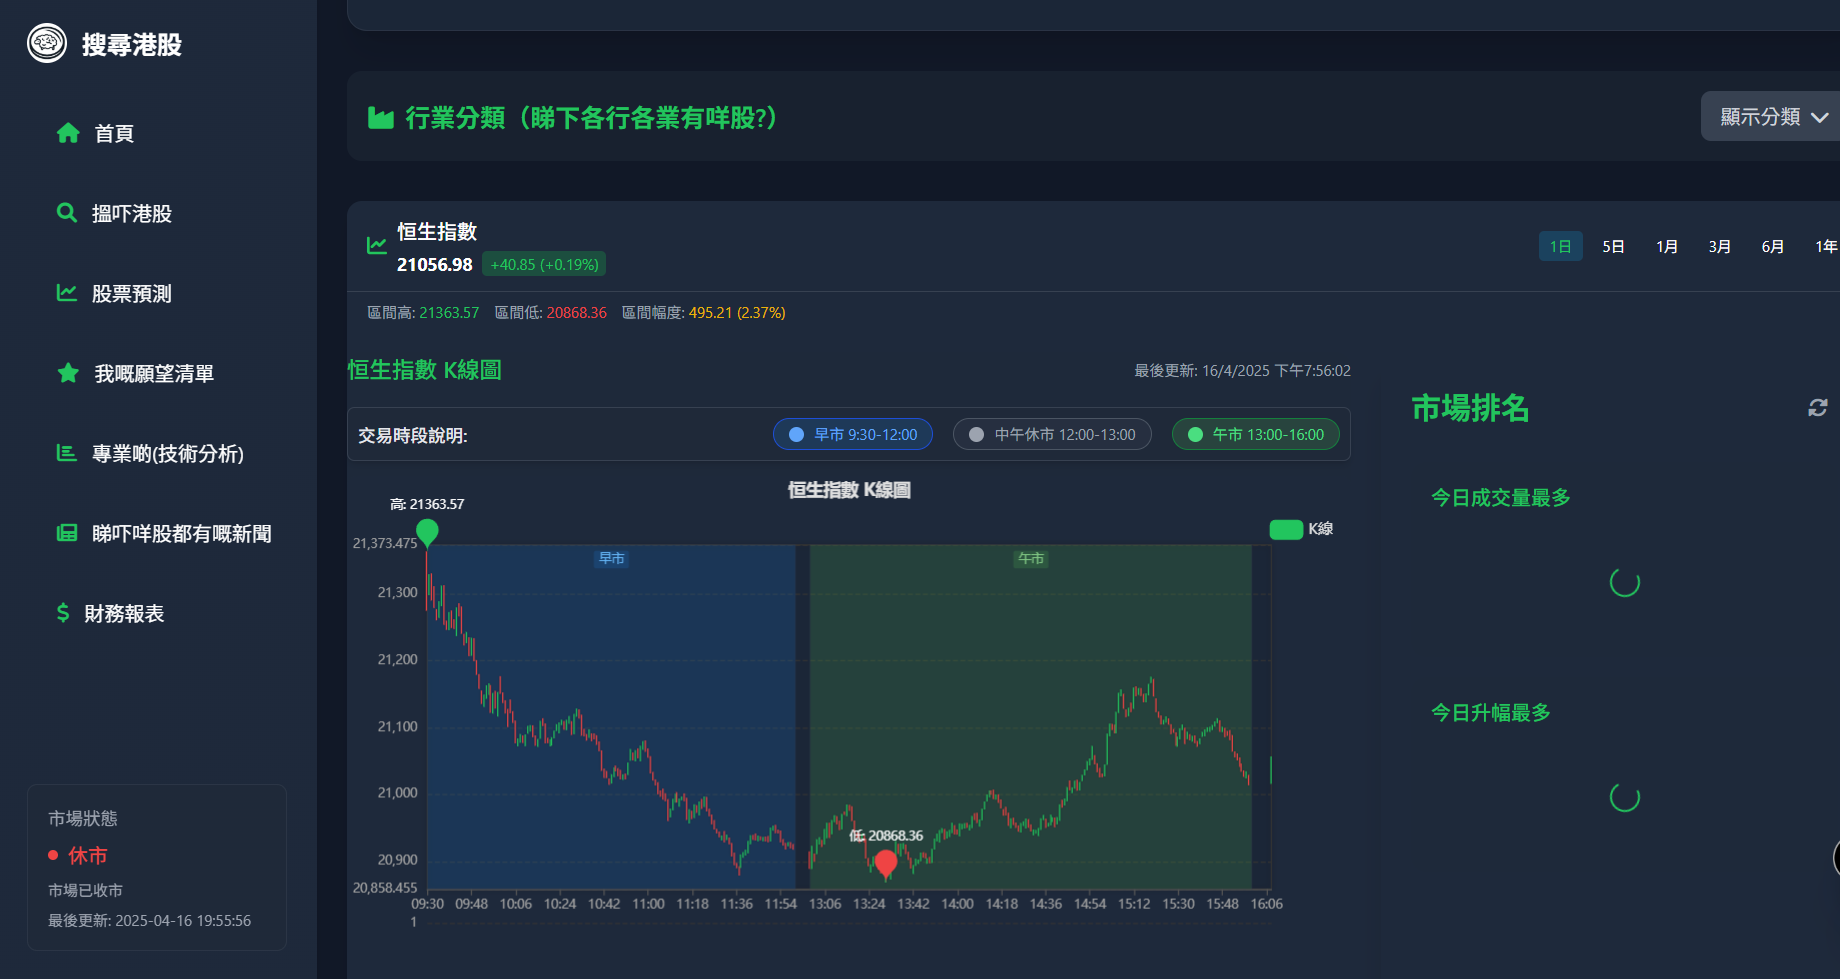 搜尋港股
首頁
搵吓港股
股票預測
我嘅願望清單
專業啲(技術分析)
睇吓咩股都有嘅新聞
財務報表
市場狀態
休市
市場已收市
最後更新: 2025-04-16 19:55:56
行業分類（睇下各行各業有咩股?）
顯示分類
恒生指數
21056.98 +40.85 (+0.19%)
1日 5日 1月 3月 6月 1年
區間高: 21363.57 區間低: 20868.36 區間幅度: 495.21 (2.37%)
恒生指數 K線圖
最後更新: 16/4/2025 下午7:56:02
交易時段說明:
早市 9:30-12:00
中午休市 12:00-13:00
午市 13:00-16:00
恒生指數 K線圖
高: 21363.57
K線
早市
午市
21,373.475
21,300
21,200
21,100
21,000
20,900
20,858.455
低: 20868.36
09:30 09:48 10:06 10:24 10:42 11:00 11:18 11:36 11:54 13:06 13:24 13:42 14:00 14:18 14:36 14:54 15:12 15:30 15:48 16:06
1
市場排名
今日成交量最多
今日升幅最多